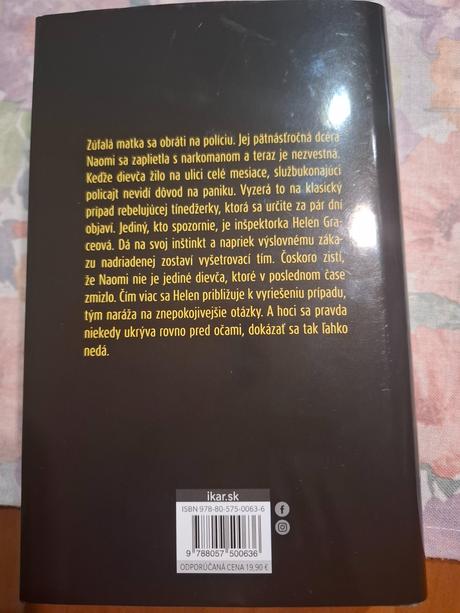 Zúfalá matka sa obráti na políciu. Jej pätnásťročná dcéra
Naomi sa zaplietla s narkomanom a teraz je nezvestná.
Keďže dievča žilo na ulici celé mesiace, službukonajúci
policajt nevidí dôvod na paniku. Vyzerá to na klasický
prípad rebelujúcej tínedžerky, ktorá sa určite za pár dní
objaví. Jediný, kto spozornie, je inšpektorka Helen Gra-
ceová. Dá na svoj inštinkt a napriek výslovnému záka-
zu nadriadenej zostaví vyšetrovací tím. Čoskoro zistí,
že Naomi nie je jediné dievča, ktoré v poslednom čase
zmizlo. Čím viac sa Helen približuje k vyriešeniu prípadu,
tým naráža na znepokojivejšie otázky. A hoci sa pravda
niekedy ukrýva rovno pred očami, dokázať sa tak ľahko
nedá.
ikar.sk
ISBN 978-80-575-0063-6
9 788057 500636
ODPORÚČANÁ CENA 19,90 €